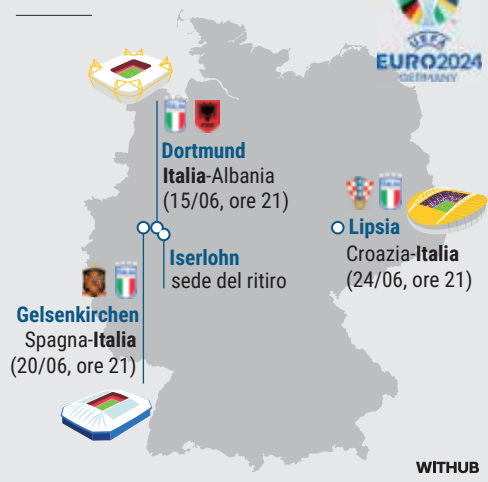 UEFA
EURO2024
GERMANY
Dortmund
Italia-Albania
(15/06, ore 21)
Lipsia
Croazia-Italia
(24/06, ore 21)
Iserlohn
sede del ritiro
Gelsenkirchen
Spagna-Italia
(20/06, ore 21)
WITHUB